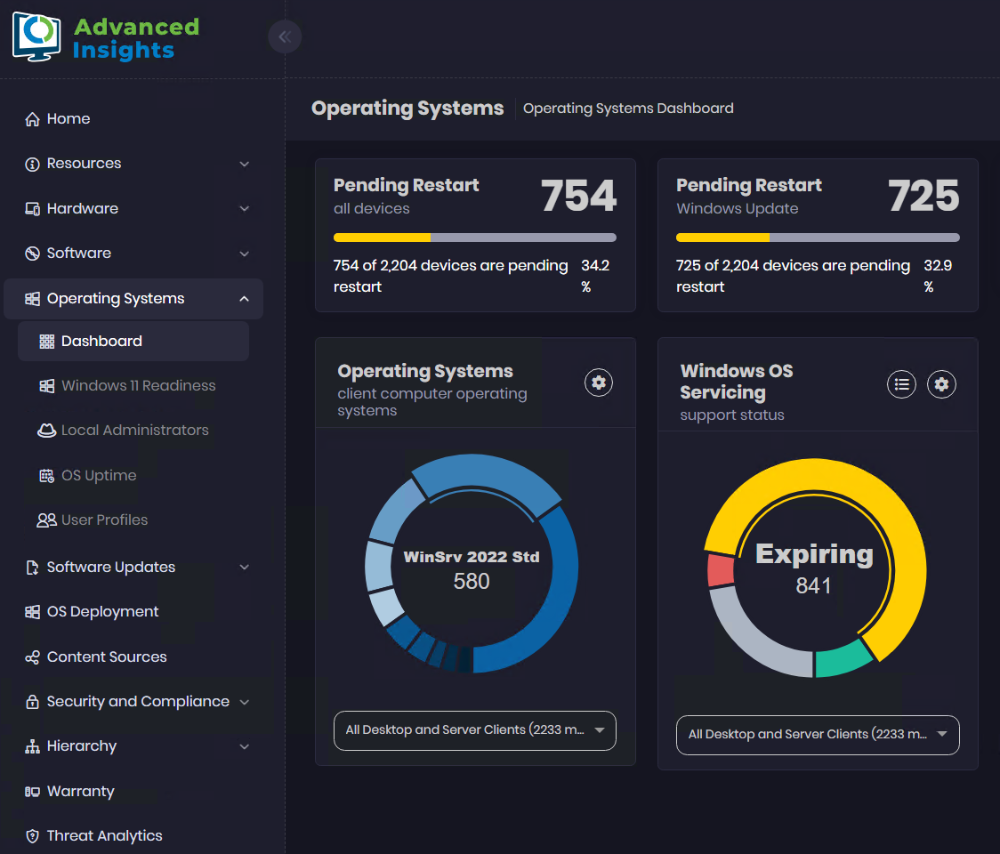 Advanced
Insights
Home
Resources
Hardware
Software
Operating Systems
Dashboard
Windows 11 Readiness
Local Administrators
OS Uptime
User Profiles
Software Updates
OS Deployment
Content Sources
Security and Compliance
Hierarchy
Warranty
Threat Analytics
Operating Systems
Operating Systems Dashboard
Pending Restart
all devices
754
754 of 2,204 devices are pending
restart
34.2
%
Pending Restart
Windows Update
725
725 of 2,204 devices are pending
restart
32.9
%
Operating Systems
client computer operating
systems
WinSrv 2022 Std
580
All Desktop and Server Clients (2233 m...
Windows OS
Servicing
support status
Expiring
841
All Desktop and Server Clients (2233 m...